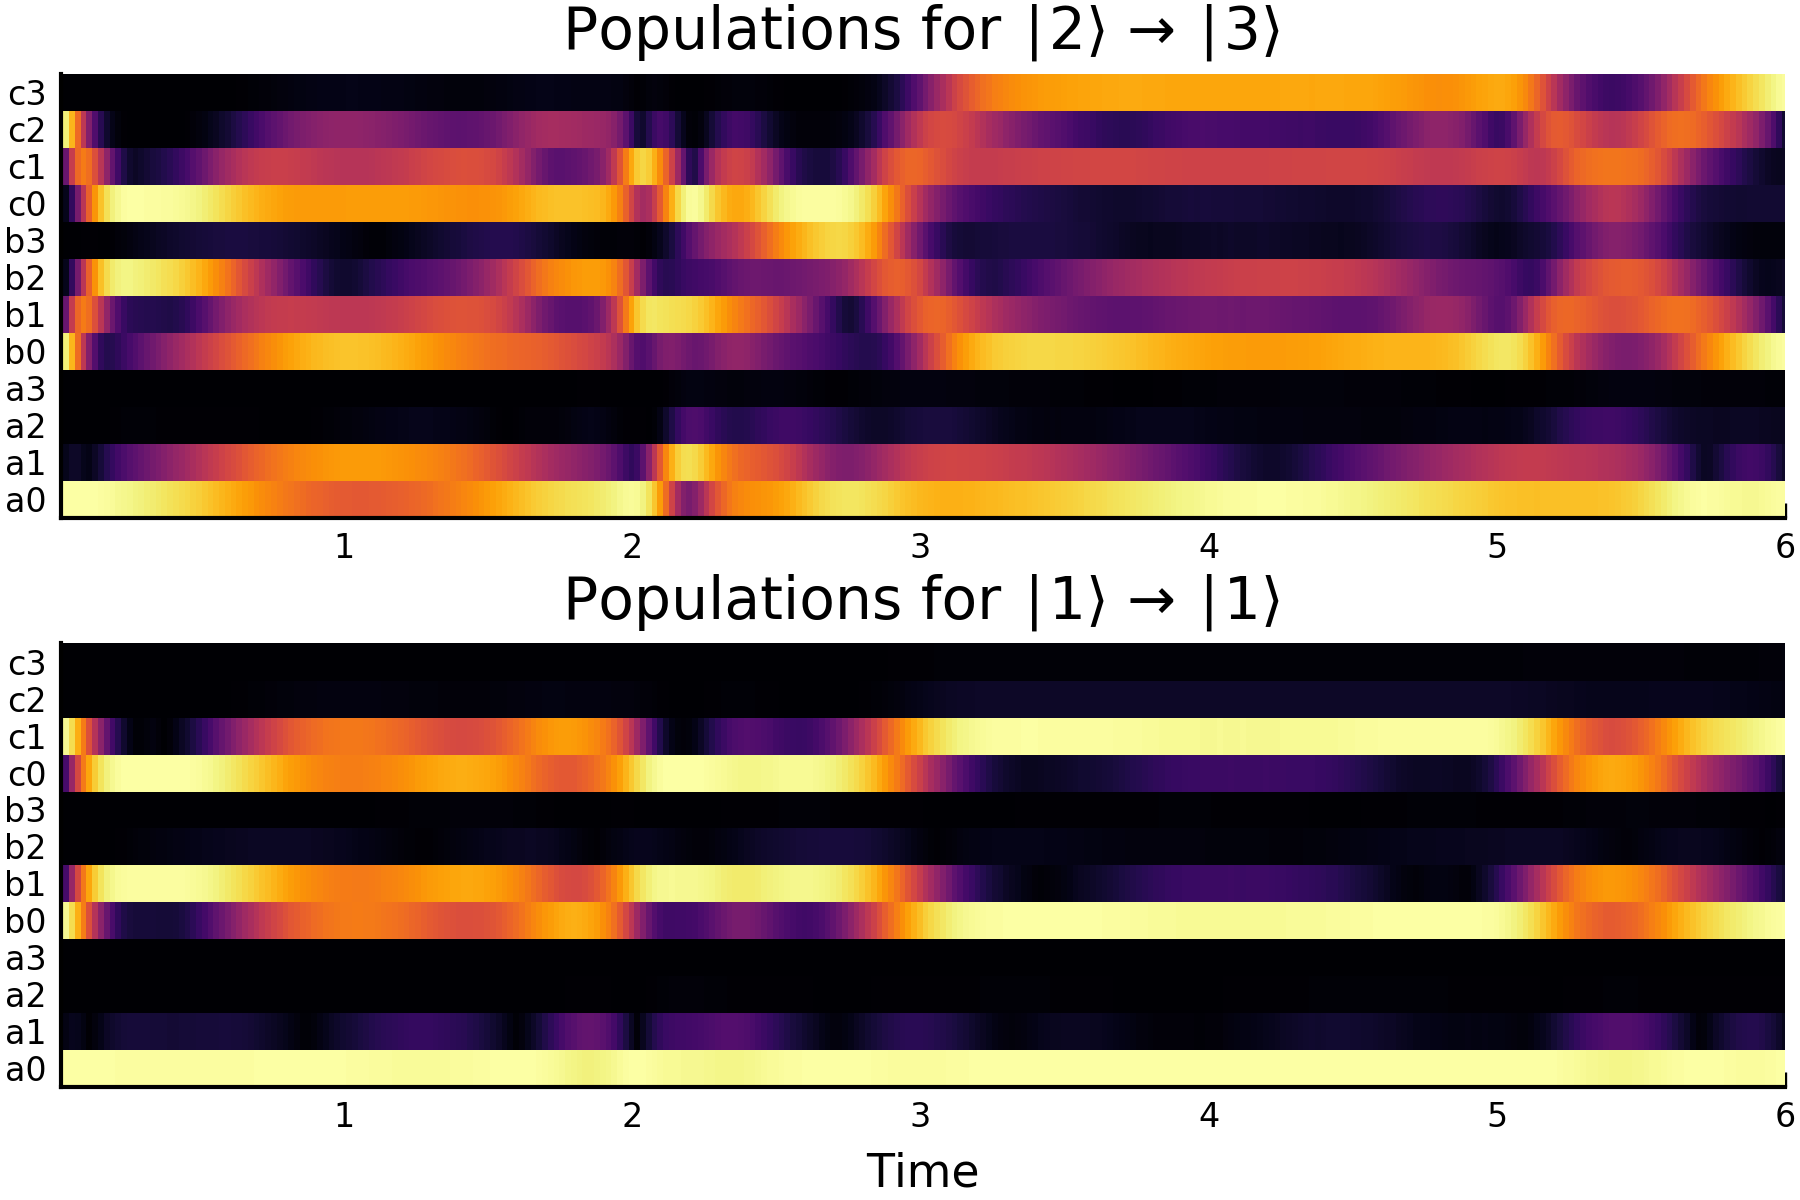 Populations for |2⟩ → |3⟩
c3
c2
c1
c0
b3
b2
b1
b0
a3
a2
a1
a0
1 2 3 4 5 6
Populations for |1⟩ → |1⟩
c3
c2
c1
c0
b3
b2
b1
b0
a3
a2
a1
a0
1 2 3 4 5 6
Time